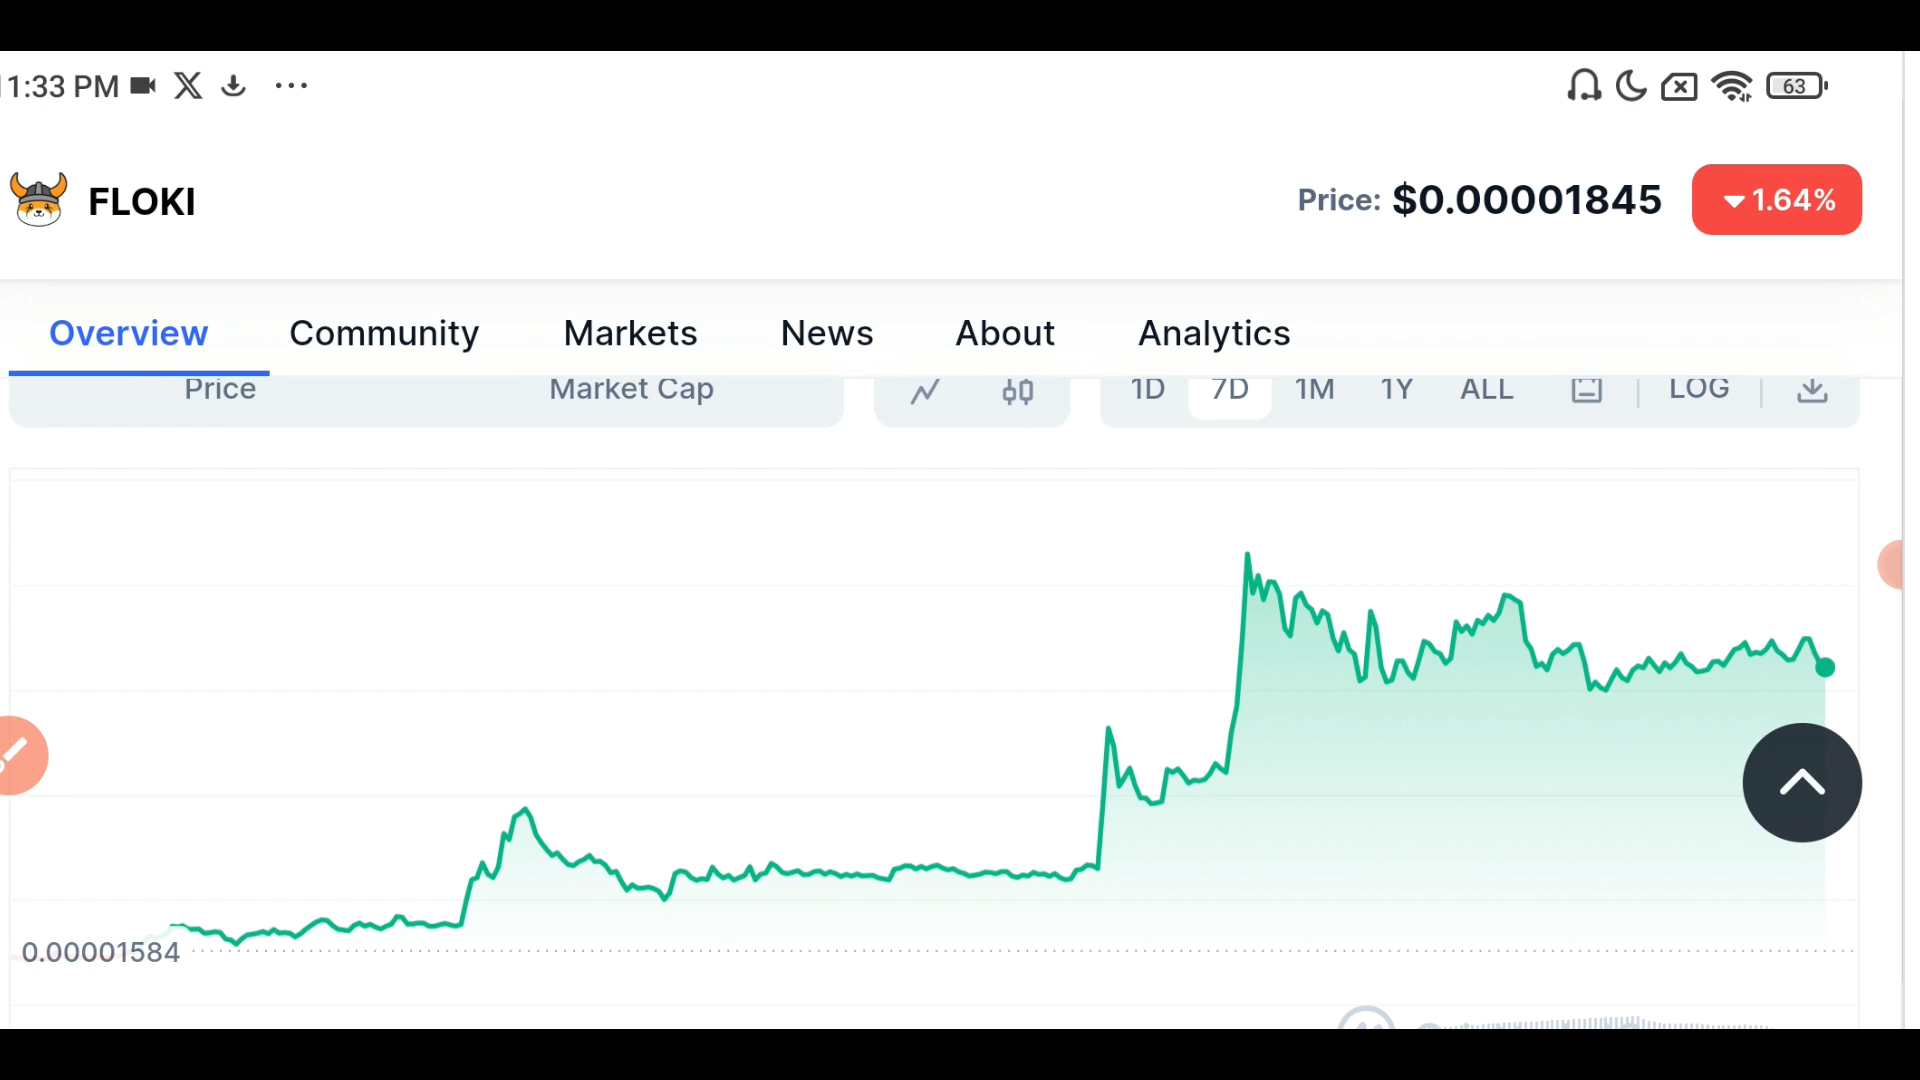 1:33 PM X ... 63
FLOKI Price: $0.00001845 1.64%
Overview Community Markets News About Analytics
Price Market Cap 1D 7D 1M 1Y ALL LOG
0.00001584